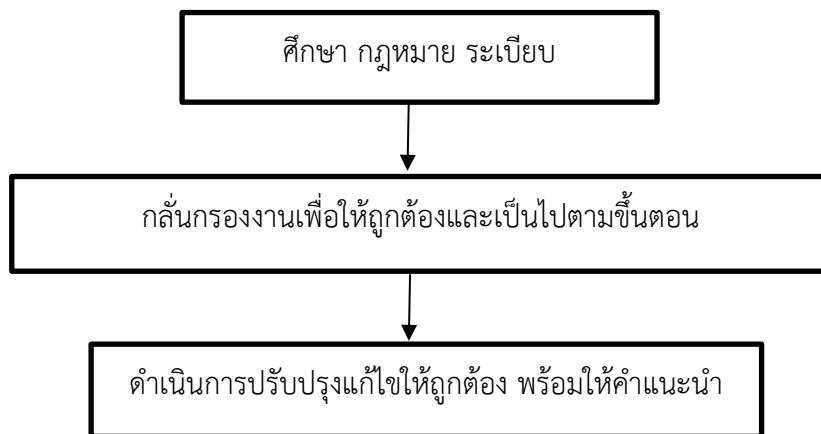 ศึกษา กฎหมาย ระเบียบ
กลั่นกรองงานเพื่อให้ถูกต้องและเป็นไปตามขึ้นตอน
ดำเนินการปรับปรุงแก้ไขให้ถูกต้อง พร้อมให้คำแนะนำ